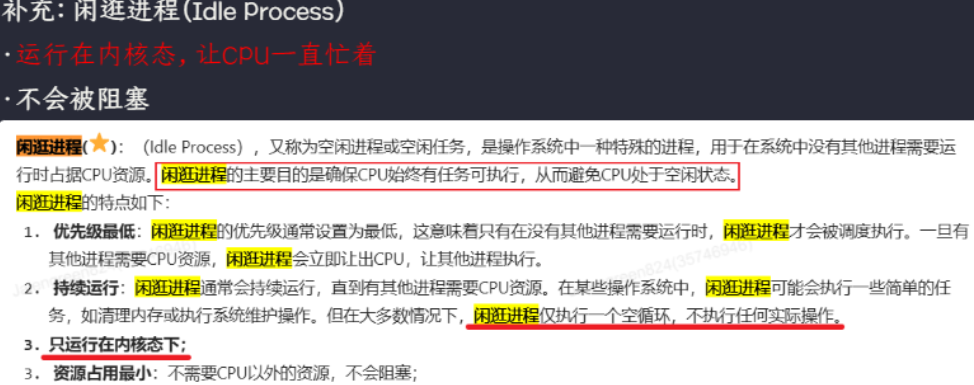 补充: 闲逛进程(Idle Process)
·运行在内核态, 让CPU一直忙着
·不会被阻塞
闲逛进程(⭐): （Idle Process），又称为空闲进程或空闲任务，是操作系统中一种特殊的进程，用于在系统中没有其他进程需要运
行时占据CPU资源。闲逛进程的主要目的是确保CPU始终有任务可执行，从而避免CPU处于空闲状态。
闲逛进程的特点如下：
1. 优先级最低：闲逛进程的优先级通常设置为最低，这意味着只有在没有其他进程需要运行时，闲逛进程才会被调度执行。一旦有
其他进程需要CPU资源，闲逛进程会立即让出CPU，让其他进程执行。
2. 持续运行：闲逛进程通常会持续运行，直到有其他进程需要CPU资源。在某些操作系统中，闲逛进程可能会执行一些简单的任
务，如清理内存或执行系统维护操作。但在大多数情况下，闲逛进程仅执行一个空循环，不执行任何实际操作。
3. 只运行在内核态下;
3. 资源占用最小：不需要CPU以外的资源，不会阻塞；